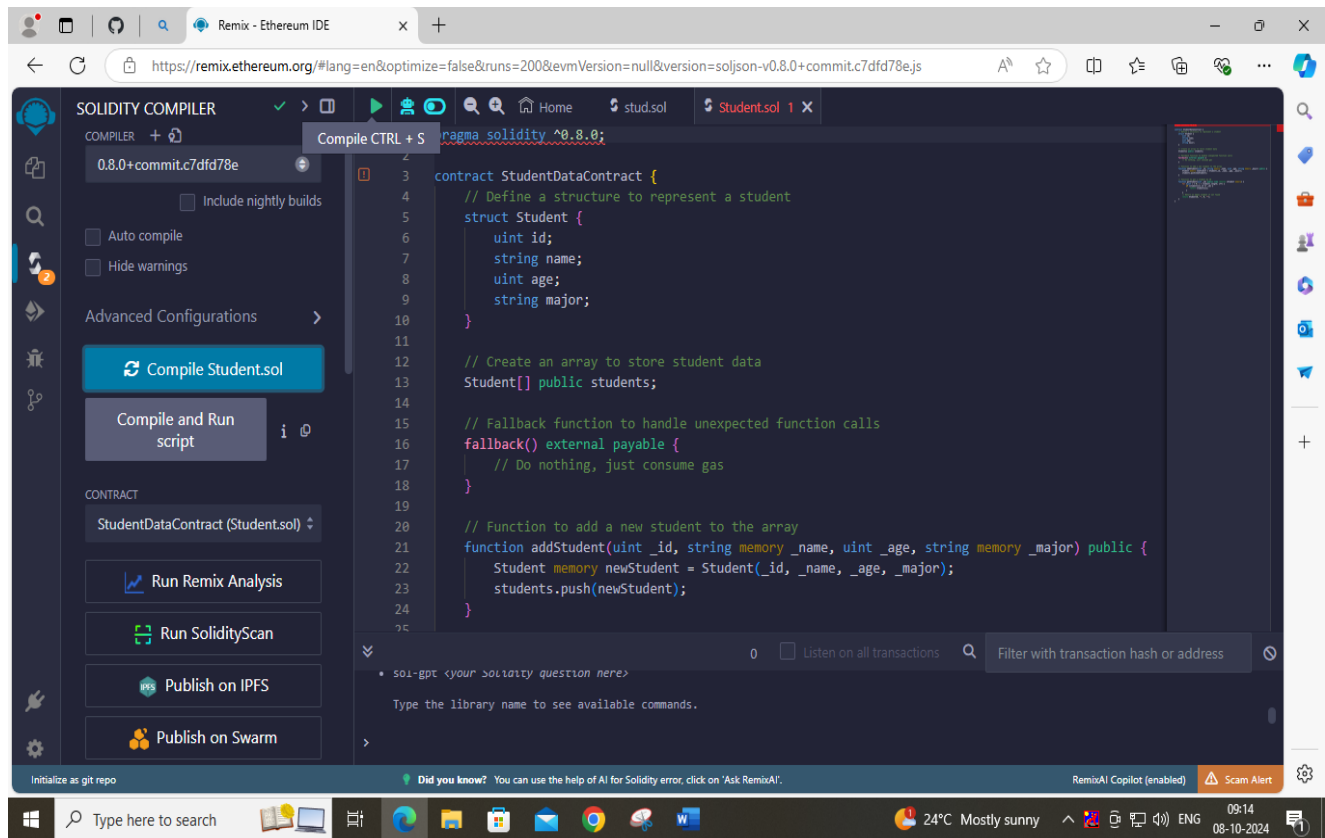 Remix - Ethereum IDE
https://remix.ethereum.org/#lang=en&optimize=false&runs=200&evmVersion=null&version=soljson-v0.8.0+commit.c7dfd78e.js
SOLIDITY COMPILER
COMPILER
0.8.0+commit.c7dfd78e
Include nightly builds
Auto compile
Hide warnings
2
Advanced Configurations
Compile Student.sol
Compile and Run
script
i
CONTRACT
StudentDataContract (Student.sol)
Run Remix Analysis
Run SolidityScan
IPFS Publish on IPFS
Publish on Swarm
Home
stud.sol
Student.sol 1
Compile CTRL + S
pragma solidity ^0.8.0;
2
3 contract StudentDataContract {
4 // Define a structure to represent a student
5 struct Student {
6 uint id;
7 string name;
8 uint age;
9 string major;
10 }
11
12 // Create an array to store student data
13 Student[] public students;
14
15 // Fallback function to handle unexpected function calls
16 fallback() external payable {
17 // Do nothing, just consume gas
18 }
19
20 // Function to add a new student to the array
21 function addStudent(uint _id, string memory _name, uint _age, string memory _major) public {
22 Student memory newStudent = Student(_id, _name, _age, _major);
23 students.push(newStudent);
24 }
25
0 Listen on all transactions Filter with transaction hash or address
• sol-gpt <your Solidity question here>
Type the library name to see available commands.
>
Initialize as git repo
Did you know? You can use the help of AI for Solidity error, click on 'Ask RemixAI'.
RemixAI Copilot (enabled)
Scam Alert
Type here to search
24°C Mostly sunny
ENG
09:14
08-10-2024